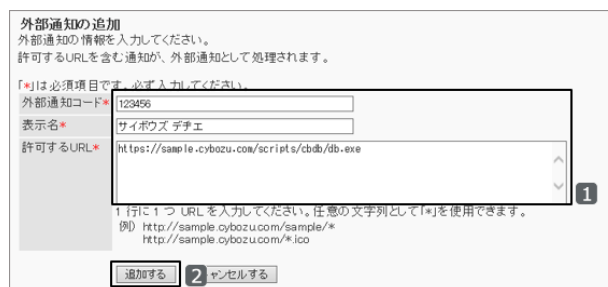 外部通知の追加
外部通知の情報を入力してください。
許可するURLを含む通知が、外部通知として処理されます。
「*」は必須項目です。必ず入力してください。
外部通知コード* 123456
表示名* サイボウズ デヂエ
許可するURL* https://sample.cybozu.com/scripts/cbdb/db.exe
1
1 行に 1 つ URL を入力してください。任意の文字列として「*」を使用できます。
例) http://sample.cybozu.com/sample/*
http://sample.cybozu.com/*.ico
追加する 2 ャンセルする